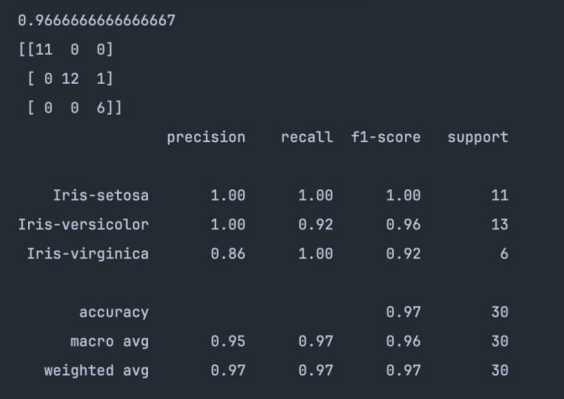 0.9666666666666667
[[11  0  0]
 [ 0 12  1]
 [ 0  0  6]]
                 precision    recall  f1-score   support

    Iris-setosa       1.00      1.00      1.00        11
Iris-versicolor       1.00      0.92      0.96        13
 Iris-virginica       0.86      1.00      0.92         6

       accuracy                           0.97        30
      macro avg       0.95      0.97      0.96        30
   weighted avg       0.97      0.97      0.97        30